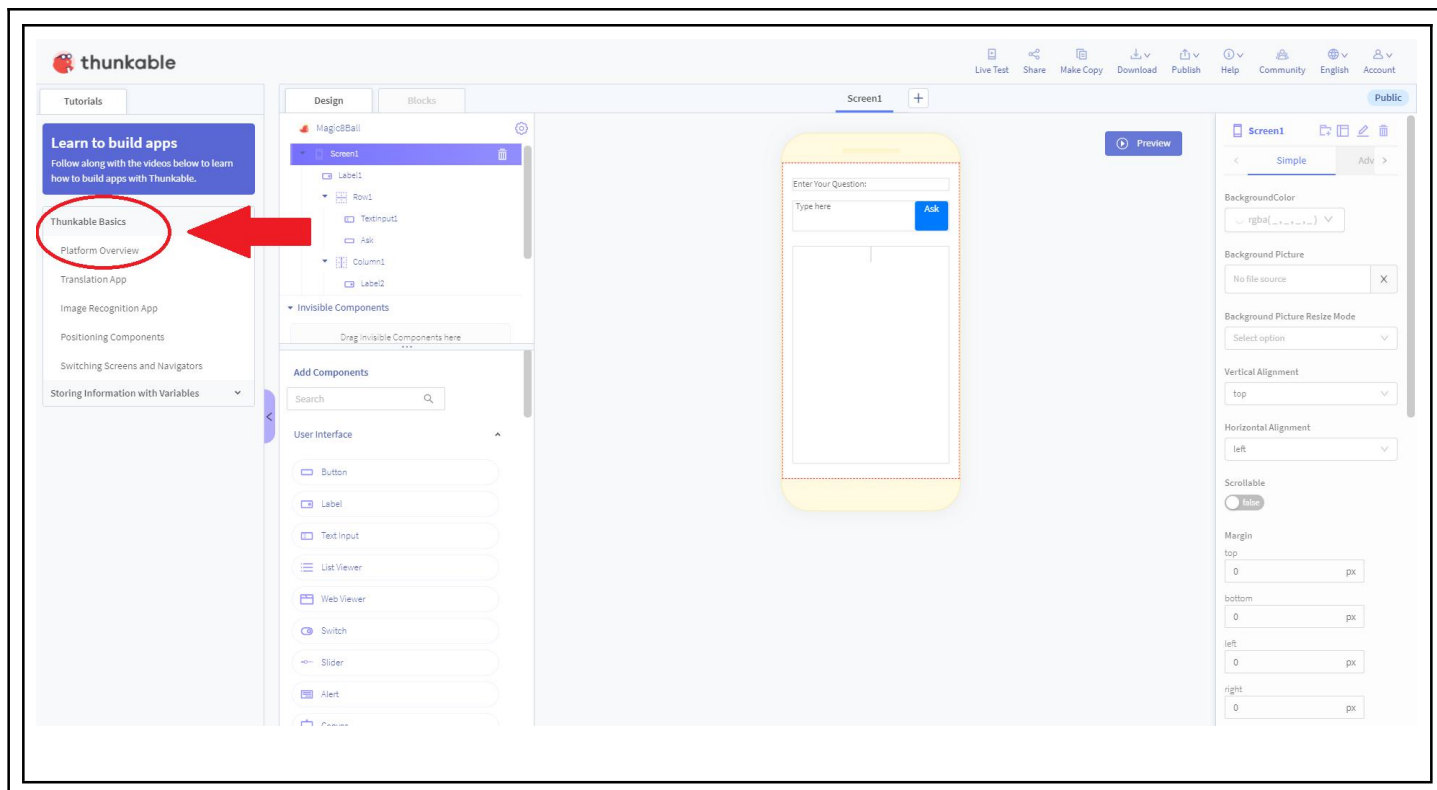 thunkable
Live Test Share Make Copy Download Publish Help Community English Account
Tutorials
Learn to build apps
Follow along with the videos below to learn
how to build apps with Thunkable.
Thunkable Basics
Platform Overview
Translation App
Image Recognition App
Positioning Components
Switching Screens and Navigators
Storing Information with Variables
Design Blocks
Magic8Ball
Screen1
Label1
Row1
TextInput1
Ask
Column1
Label2
Invisible Components
Drag Invisible Components here
Add Components
Search
User Interface
Button
Label
Text Input
List Viewer
Web Viewer
Switch
Slider
Alert
Canvas
Screen1 +
Public
Preview
Enter Your Question:
Type here Ask
Screen1
Simple Adv
BackgroundColor
rgba(_,_,_,_)
Background Picture
No file source X
Background Picture Resize Mode
Select option
Vertical Alignment
top
Horizontal Alignment
left
Scrollable
false
Margin
top
0 px
bottom
0 px
left
0 px
right
0 px